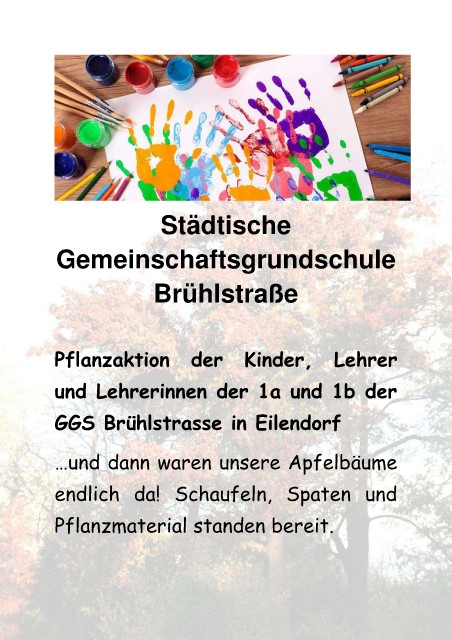 Städtische
Gemeinschaftsgrundschule
Brühlstraße
Pflanzaktion der Kinder, Lehrer
und Lehrerinnen der 1a und 1b der
GGS Brühlstrasse in Eilendorf
…und dann waren unsere Apfelbäume
endlich da! Schaufeln, Spaten und
Pflanzmaterial standen bereit.